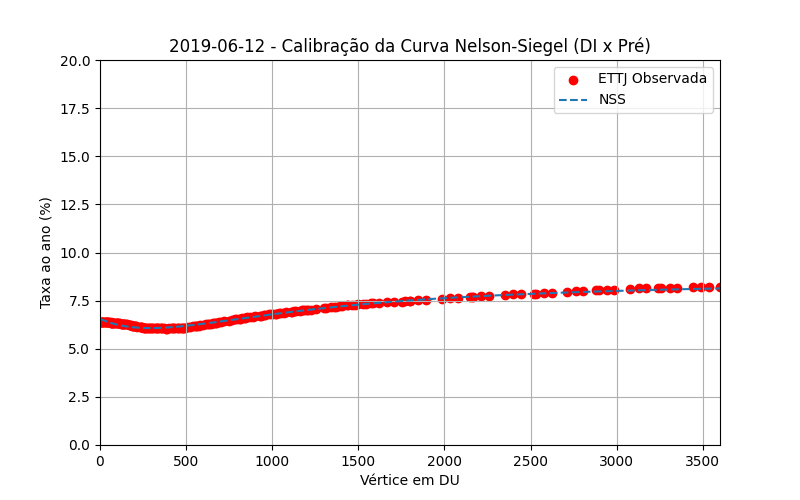 2019-06-12 - Calibração da Curva Nelson-Siegel (DI x Pré)
20.0
17.5
15.0
12.5
10.0
7.5
5.0
2.5
0.0
Taxa ao ano (%)
ETTJ Observada
NSS
0 500 1000 1500 2000 2500 3000 3500
Vértice em DU